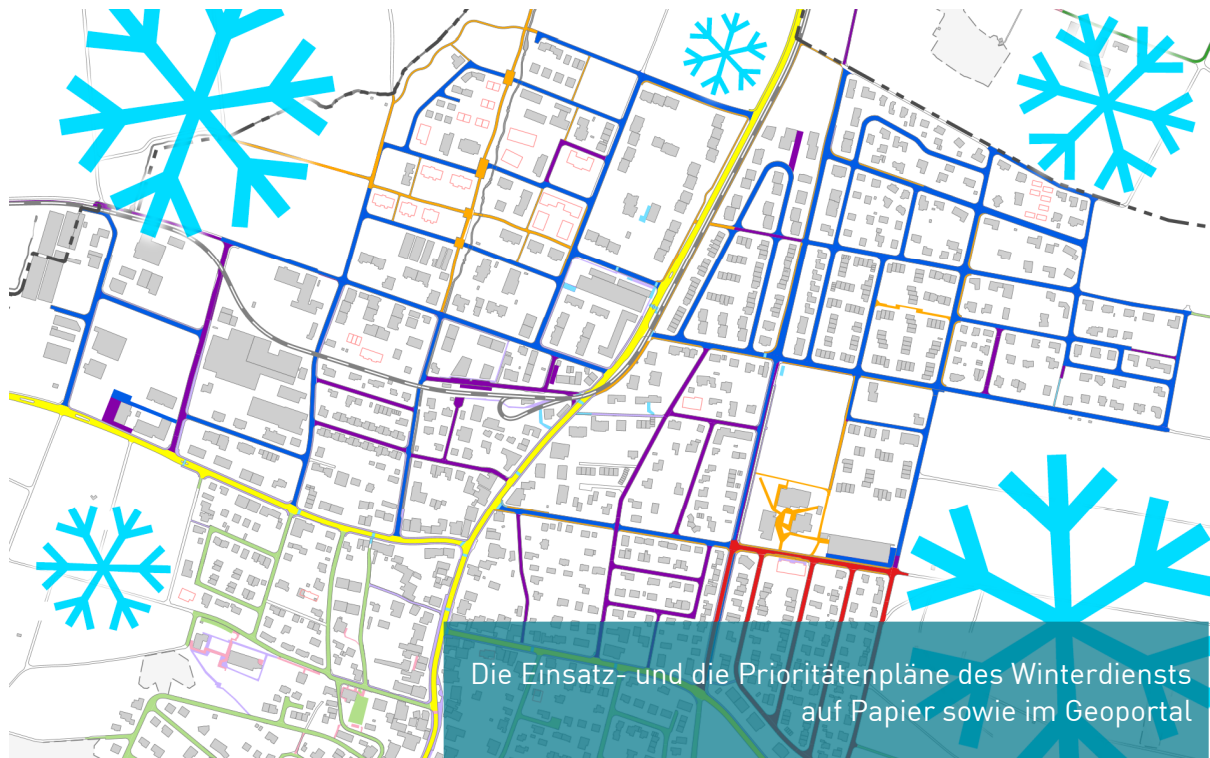 Die Einsatz- und die Prioritätenpläne des Winterdiensts
auf Papier sowie im Geoportal